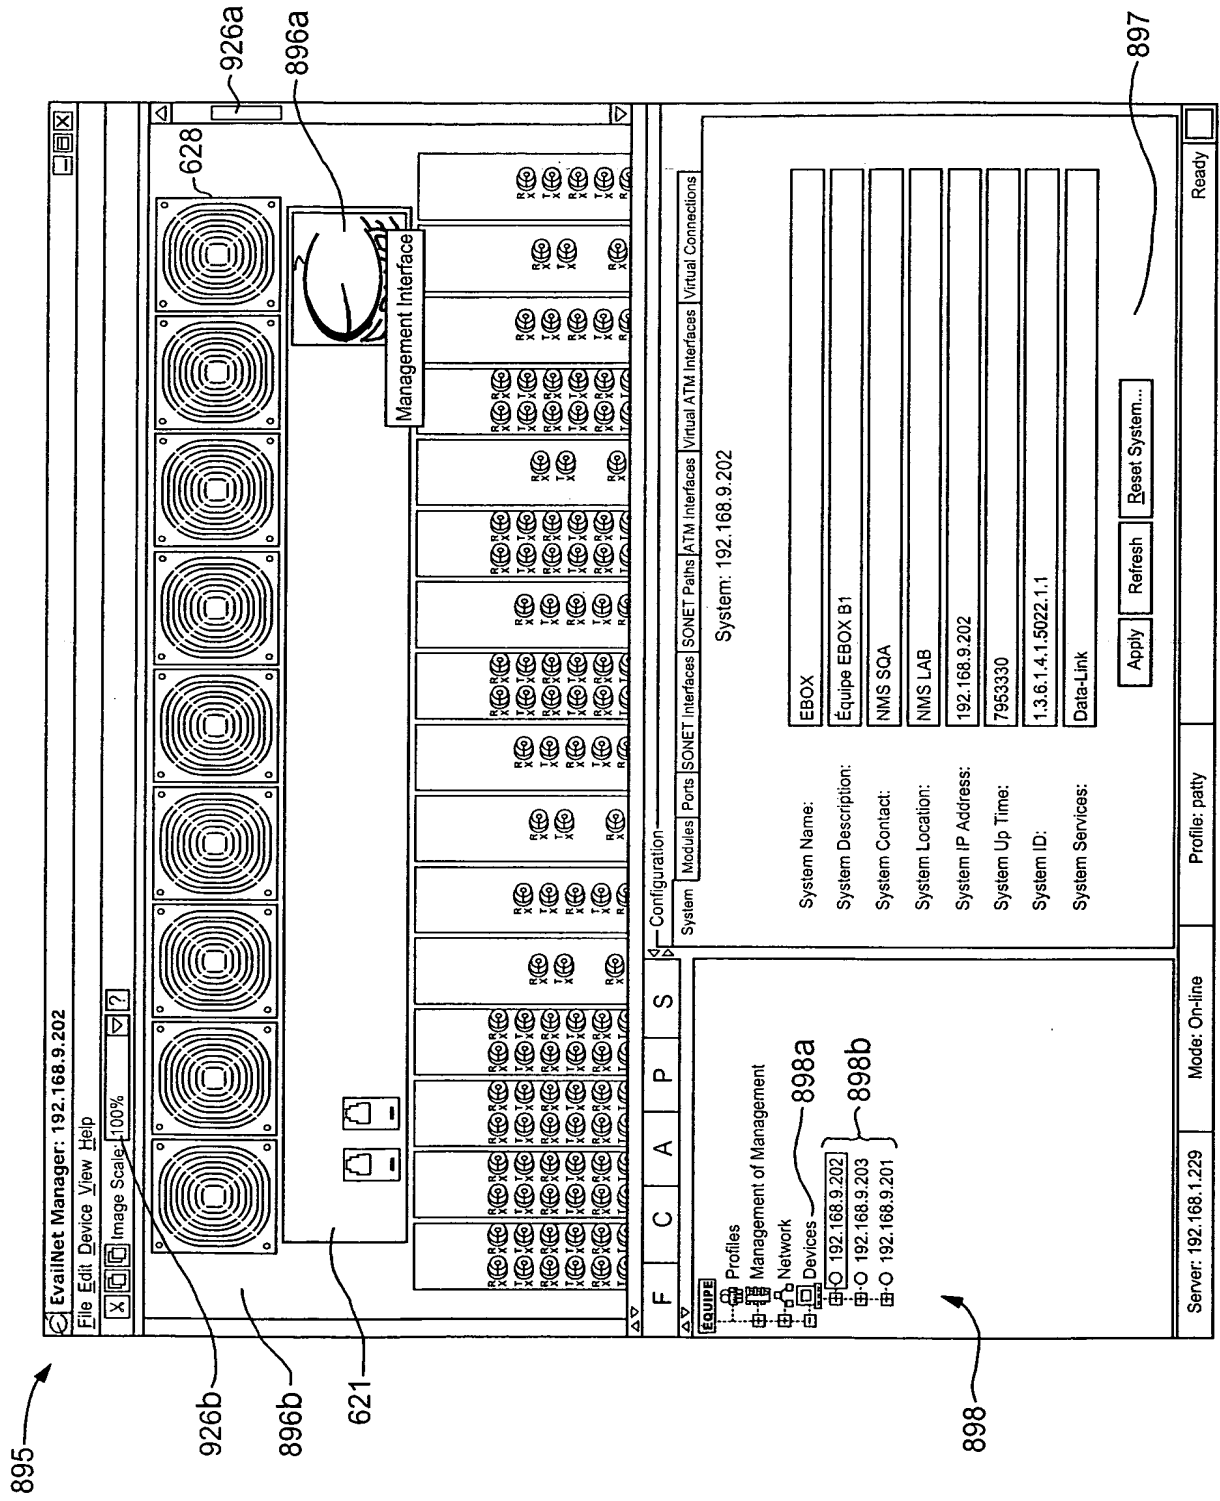 895
EvailNet Manager: 192.168.9.202
File Edit Device View Help
X Image Scale: 100% ?
926a
896a
628
Management Interface
926b
896b
621
F C A P S
Configuration
System Modules Ports SONET Interfaces SONET Paths ATM Interfaces Virtual ATM Interfaces Virtual Connections
System: 192.168.9.202
EQUIPE
Profiles
Management of Management
Network
Devices
898a
192.168.9.202
192.168.9.203
192.168.9.201
898b
898
System Name: EBOX
System Description: Équipe EBOX B1
System Contact: NMS SQA
System Location: NMS LAB
System IP Address: 192.168.9.202
System Up Time: 7953330
System ID: 1.3.6.1.4.1.5022.1.1
System Services: Data-Link
Apply Refresh Reset System...
897
Server: 192.168.1.229 Mode: On-line Profile: patty Ready